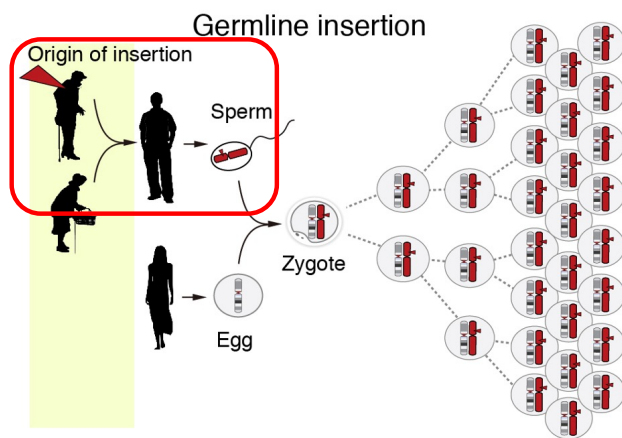 Germline insertion
Origin of insertion
Sperm
Zygote
Egg